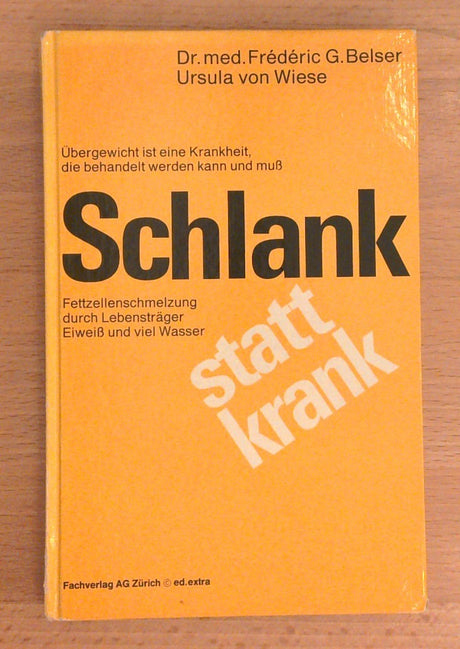 Dr. med. Frédéric G. Belser
Ursula von Wiese
Übergewicht ist eine Krankheit,
die behandelt werden kann und muß
Schlank
statt
krank
Fettzellenschmelzung
durch Lebensträger
Eiweiß und viel Wasser
Fachverlag AG Zürich © ed.extra